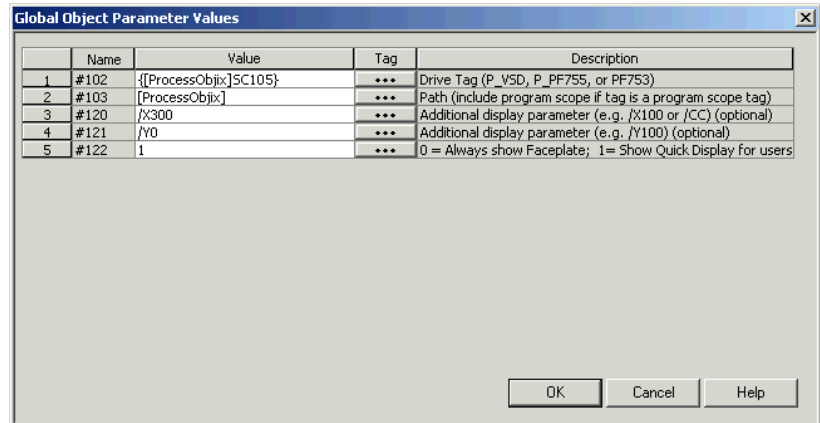 Global Object Parameter Values
Name Value Tag Description
1 #102 {[ProcessObjix]SC105} ••• Drive Tag (P_VSD, P_PF755, or PF753)
2 #103 [ProcessObjix] ••• Path (include program scope if tag is a program scope tag)
3 #120 /X300 ••• Additional display parameter (e.g. /X100 or /CC) (optional)
4 #121 /Y0 ••• Additional display parameter (e.g. /Y100) (optional)
5 #122 1 ••• 0 = Always show Faceplate; 1= Show Quick Display for users
OK Cancel Help